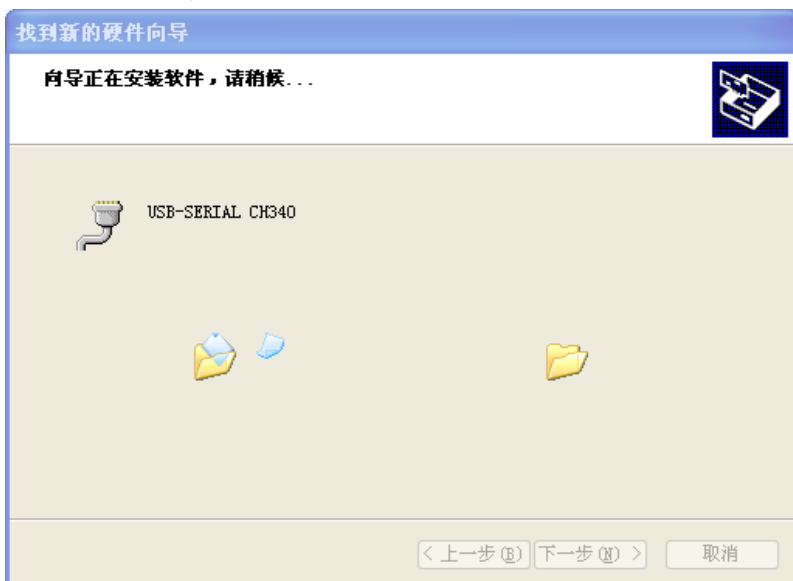 找到新的硬件向导
向导正在安装软件，请稍候...
USB-SERIAL CH340
< 上一步(B) 下一步(N) > 取消